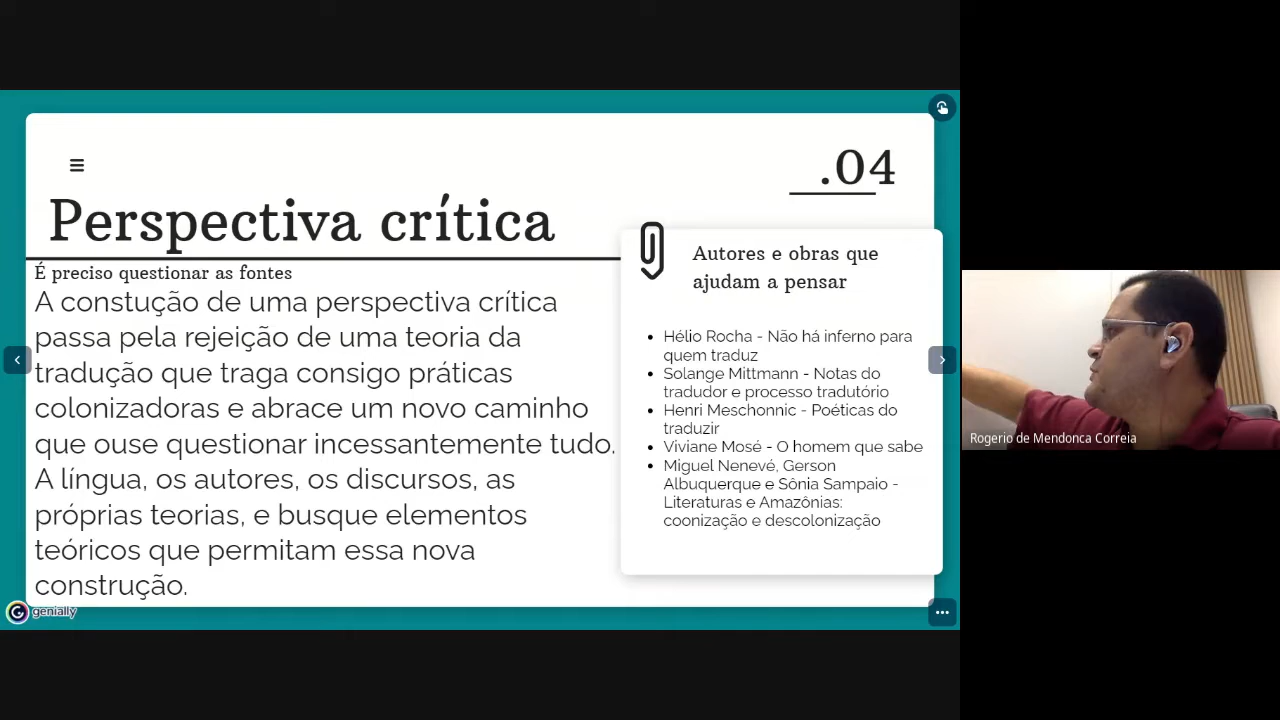 .04
Perspectiva crítica
É preciso questionar as fontes
A constução de uma perspectiva crítica
passa pela rejeição de uma teoria da
tradução que traga consigo práticas
colonizadoras e abrace um novo caminho
que ouse questionar incessantemente tudo.
A língua, os autores, os discursos, as
próprias teorias, e busque elementos
teóricos que permitam essa nova
construção.
Autores e obras que
ajudam a pensar
Hélio Rocha - Não há inferno para
quem traduz
Solange Mittmann - Notas do
tradudor e processo tradutório
Henri Meschonnic - Poéticas do
traduzir
Viviane Mosé - O homem que sabe
Miguel Nenevé, Gerson
Albuquerque e Sônia Sampaio -
Literaturas e Amazônias:
coonização e descolonização
genially
Rogerio de Mendonca Correia